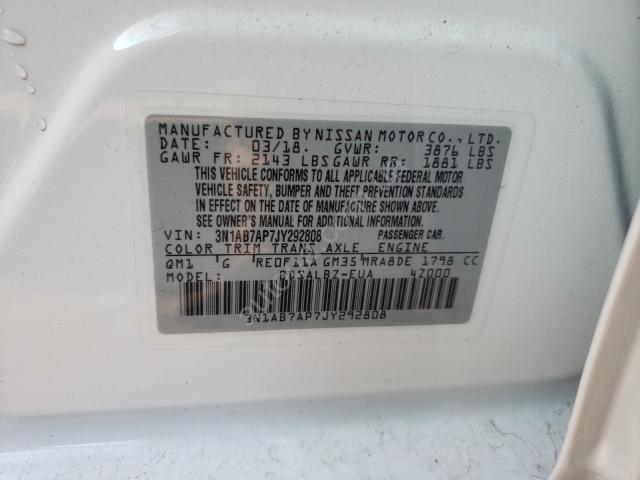 MANUFACTURED BY NISSAN MOTOR CO., LTD.
DATE: 03/18. GVWR: 3876 LBS
GAWR FR: 2143 LBS GAWR RR: 1881 LBS
THIS VEHICLE CONFORMS TO ALL APPLICABLE FEDERAL MOTOR
VEHICLE SAFETY, BUMPER AND THEFT PREVENTION STANDARDS
IN EFFECT ON THE DATE OF MANUFACTURE SHOWN ABOVE.
SEE OWNER'S MANUAL FOR ADDITIONAL INFORMATION.
VIN: 3N1AB7AP7JY292808 PASSENGER CAR.
COLOR TRIM TRANS AXLE ENGINE
QM1 G RE0F11A GM35 MRA8DE 1798 CC
MODEL: BDSALBZ-EUA 4Z000
3N1AB7AP7JY292808